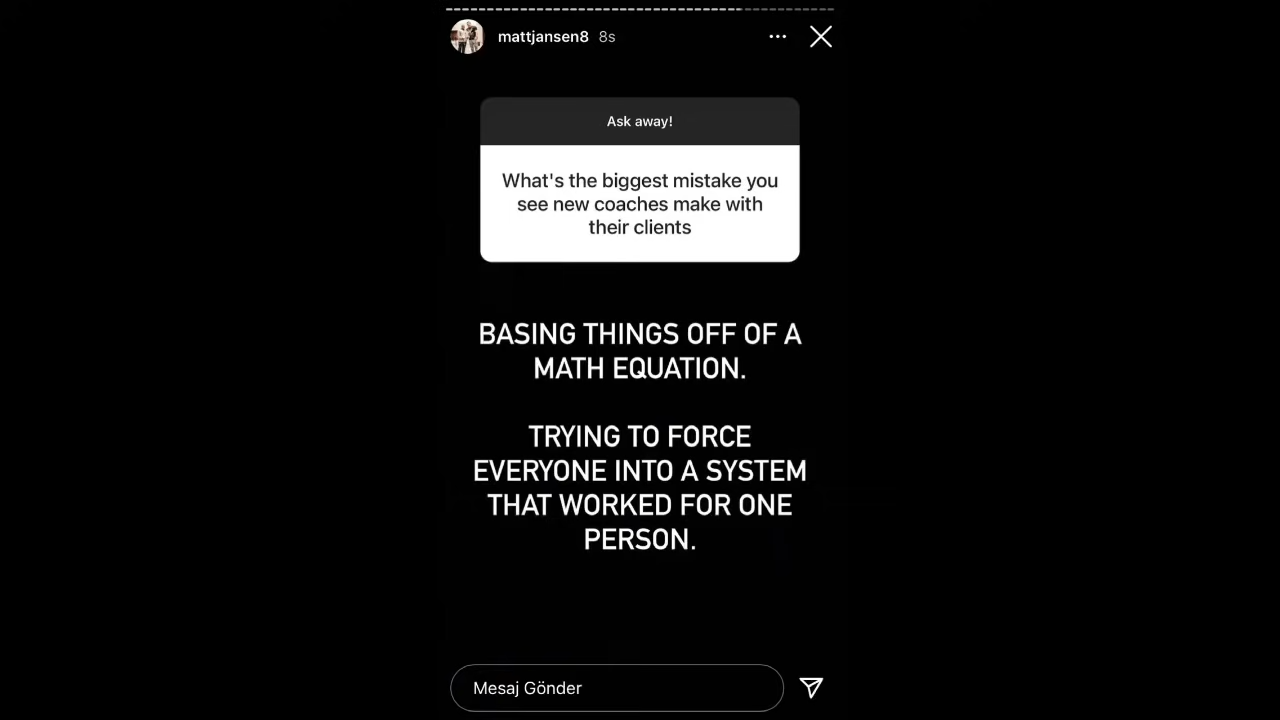 mattjansen8 8s
Ask away!
What's the biggest mistake you
see new coaches make with
their clients
BASING THINGS OFF OF A
MATH EQUATION.
TRYING TO FORCE
EVERYONE INTO A SYSTEM
THAT WORKED FOR ONE
PERSON.
Mesaj Gönder